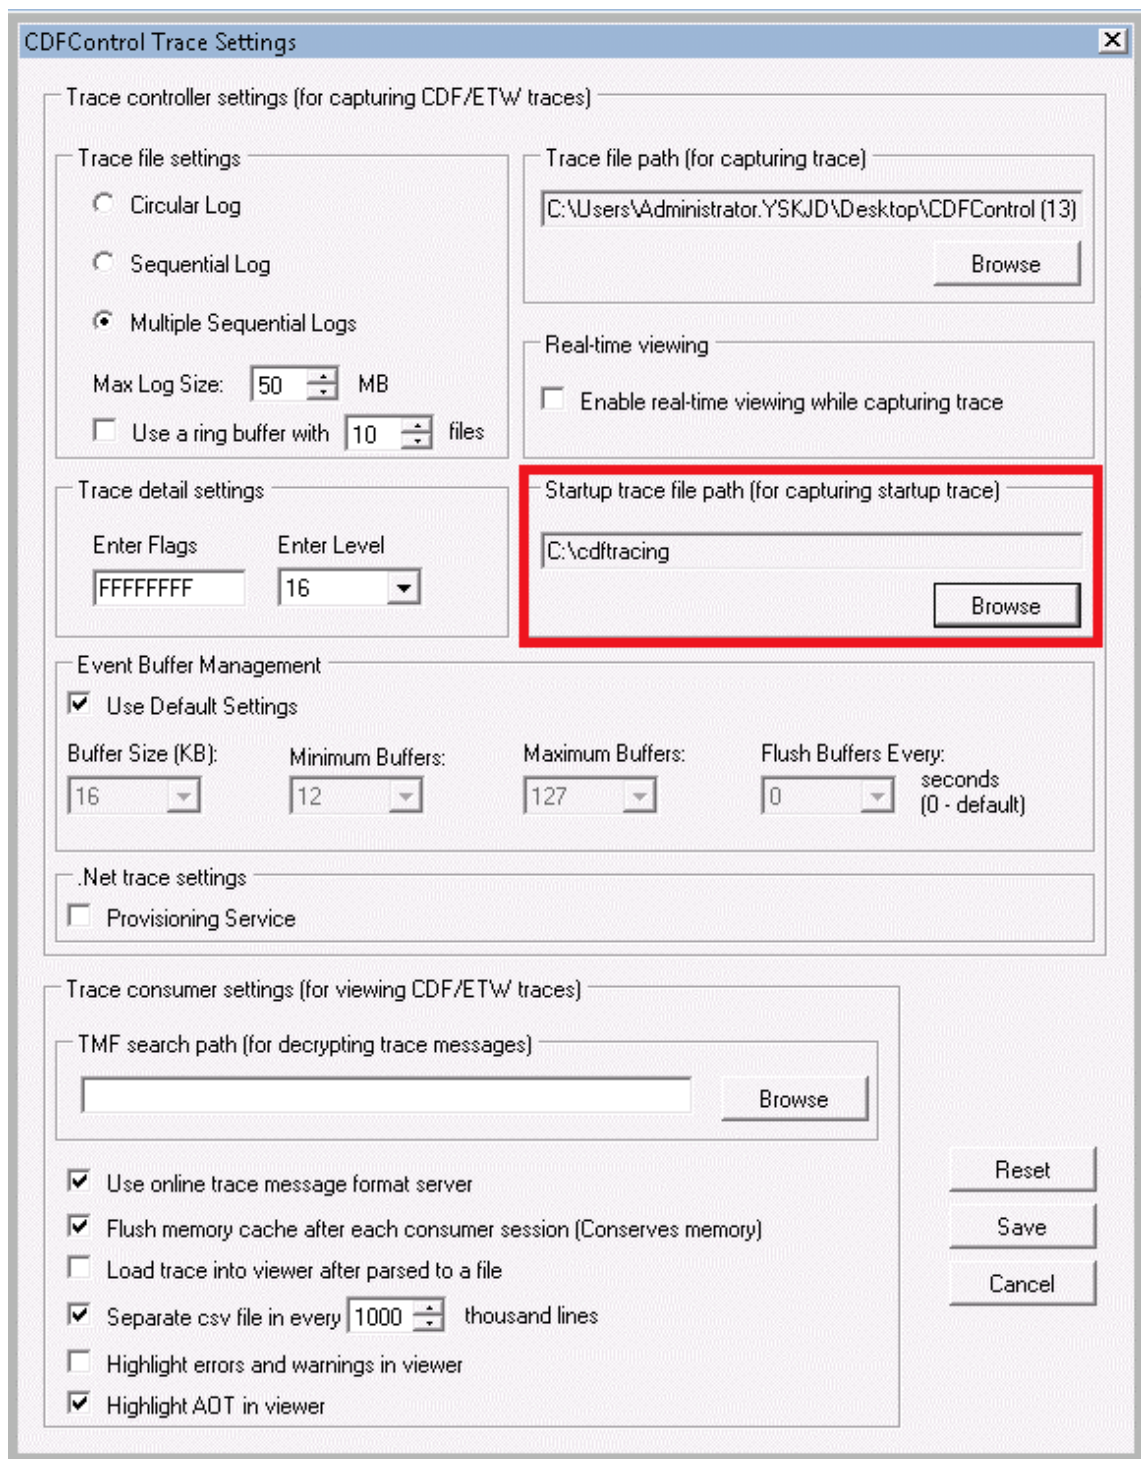 CDFControl Trace Settings
Trace controller settings (for capturing CDF/ETW traces)
Trace file settings
Circular Log
Sequential Log
Multiple Sequential Logs
Max Log Size: 50 MB
Use a ring buffer with 10 files
Trace file path (for capturing trace)
C:\Users\Administrator.YSKJD\Desktop\CDFControl (13)
Browse
Real-time viewing
Enable real-time viewing while capturing trace
Trace detail settings
Enter Flags Enter Level
FFFFFFFF 16
Startup trace file path (for capturing startup trace)
C:\cdftracing
Browse
Event Buffer Management
Use Default Settings
Buffer Size (KB): Minimum Buffers: Maximum Buffers: Flush Buffers Every:
16 12 127 0 seconds
(0 - default)
.Net trace settings
Provisioning Service
Trace consumer settings (for viewing CDF/ETW traces)
TMF search path (for decrypting trace messages)
Browse
Use online trace message format server
Flush memory cache after each consumer session (Conserves memory)
Load trace into viewer after parsed to a file
Separate csv file in every 1000 thousand lines
Highlight errors and warnings in viewer
Highlight AOT in viewer
Reset
Save
Cancel